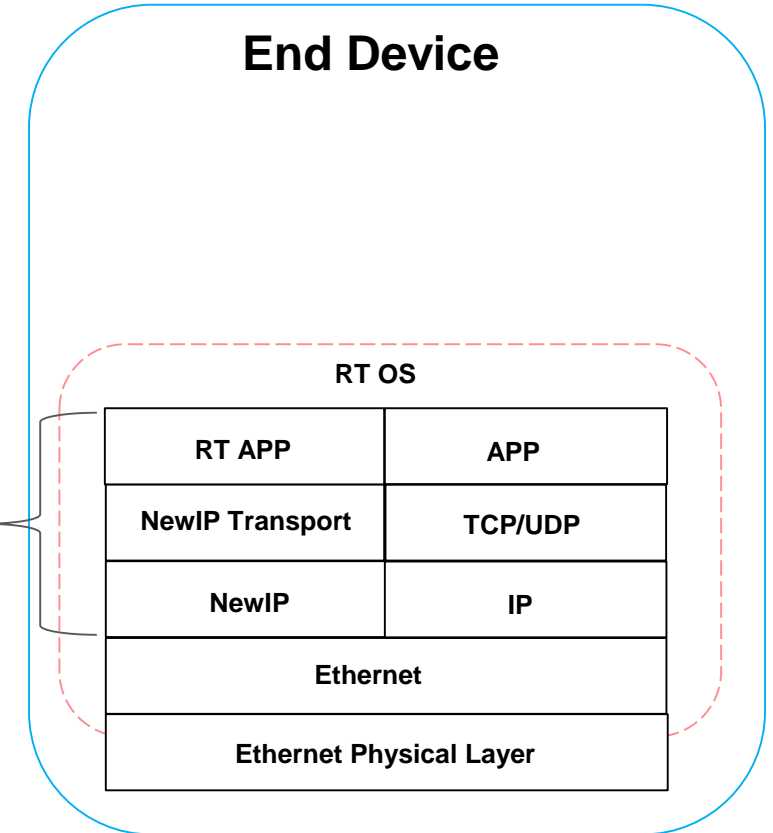 End Device
RT OS
RT APP
APP
NewIP Transport
TCP/UDP
NewIP
IP
Ethernet
Ethernet Physical Layer